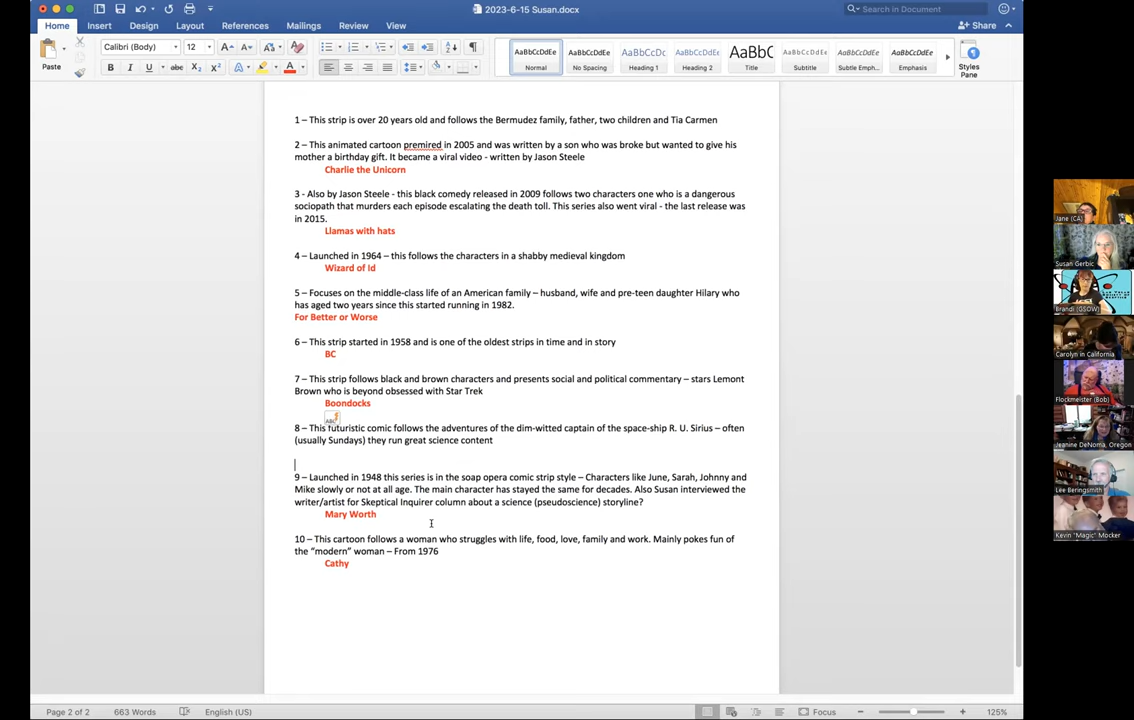 2023-6-15 Susan.docx
Search in Document
Home Insert Design Layout References Mailings Review View
Share
Paste
Calibri (Body) 12
AaBbCcDdEe AaBbCcDdEe AaBbCcDc AaBbCcDdEe AaBbC AaBbCcDdEe AaBbCcDdEe AaBbCcDdEe
Normal No Spacing Heading 1 Heading 2 Title Subtitle Subtle Emph... Emphasis
Styles
Pane
1 – This strip is over 20 years old and follows the Bermudez family, father, two children and Tia Carmen
2 – This animated cartoon premired in 2005 and was written by a son who was broke but wanted to give his
mother a birthday gift. It became a viral video - written by Jason Steele
Charlie the Unicorn
3 - Also by Jason Steele - this black comedy released in 2009 follows two characters one who is a dangerous
sociopath that murders each episode escalating the death toll. This series also went viral - the last release was
in 2015.
Llamas with hats
4 – Launched in 1964 – this follows the characters in a shabby medieval kingdom
Wizard of Id
5 – Focuses on the middle-class life of an American family – husband, wife and pre-teen daughter Hilary who
has aged two years since this started running in 1982.
For Better or Worse
6 – This strip started in 1958 and is one of the oldest strips in time and in story
BC
7 – This strip follows black and brown characters and presents social and political commentary – stars Lemont
Brown who is beyond obsessed with Star Trek
Boondocks
8 – This futuristic comic follows the adventures of the dim-witted captain of the space-ship R. U. Sirius – often
(usually Sundays) they run great science content
9 – Launched in 1948 this series is in the soap opera comic strip style – Characters like June, Sarah, Johnny and
Mike slowly or not at all age. The main character has stayed the same for decades. Also Susan interviewed the
writer/artist for Skeptical Inquirer column about a science (pseudoscience) storyline?
Mary Worth
10 – This cartoon follows a woman who struggles with life, food, love, family and work. Mainly pokes fun of
the “modern” woman – From 1976
Cathy
Jane (CA)
Susan Gerbic
Brandi (GSOW)
Carolyn in California
Flockmeister (Bob)
Jeanine DeNoma, Oregon
Lee Beringsmith
Kevin "Magic" Mocker
Page 2 of 2 663 Words English (US) Focus 125%